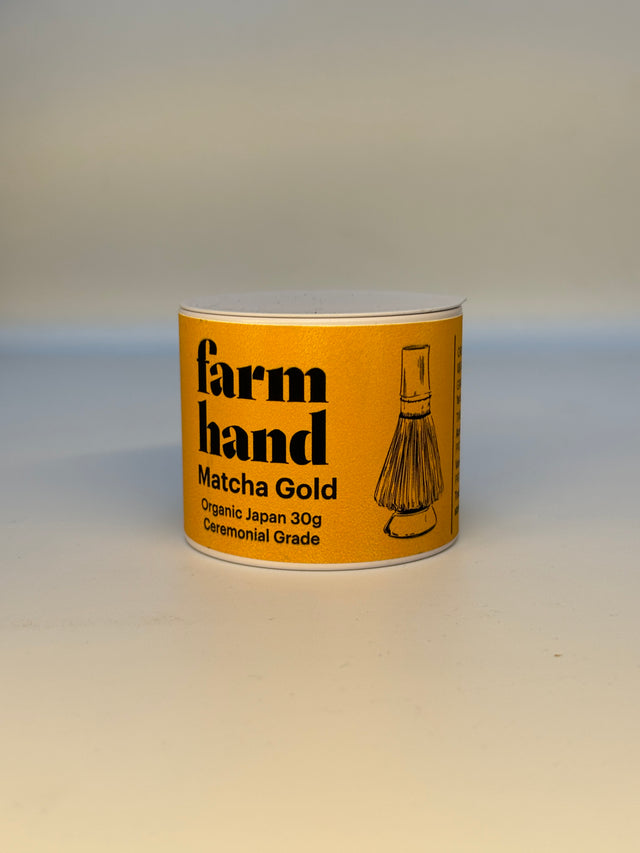 farm
hand
Matcha Gold
Organic Japan 30g
Ceremonial Grade